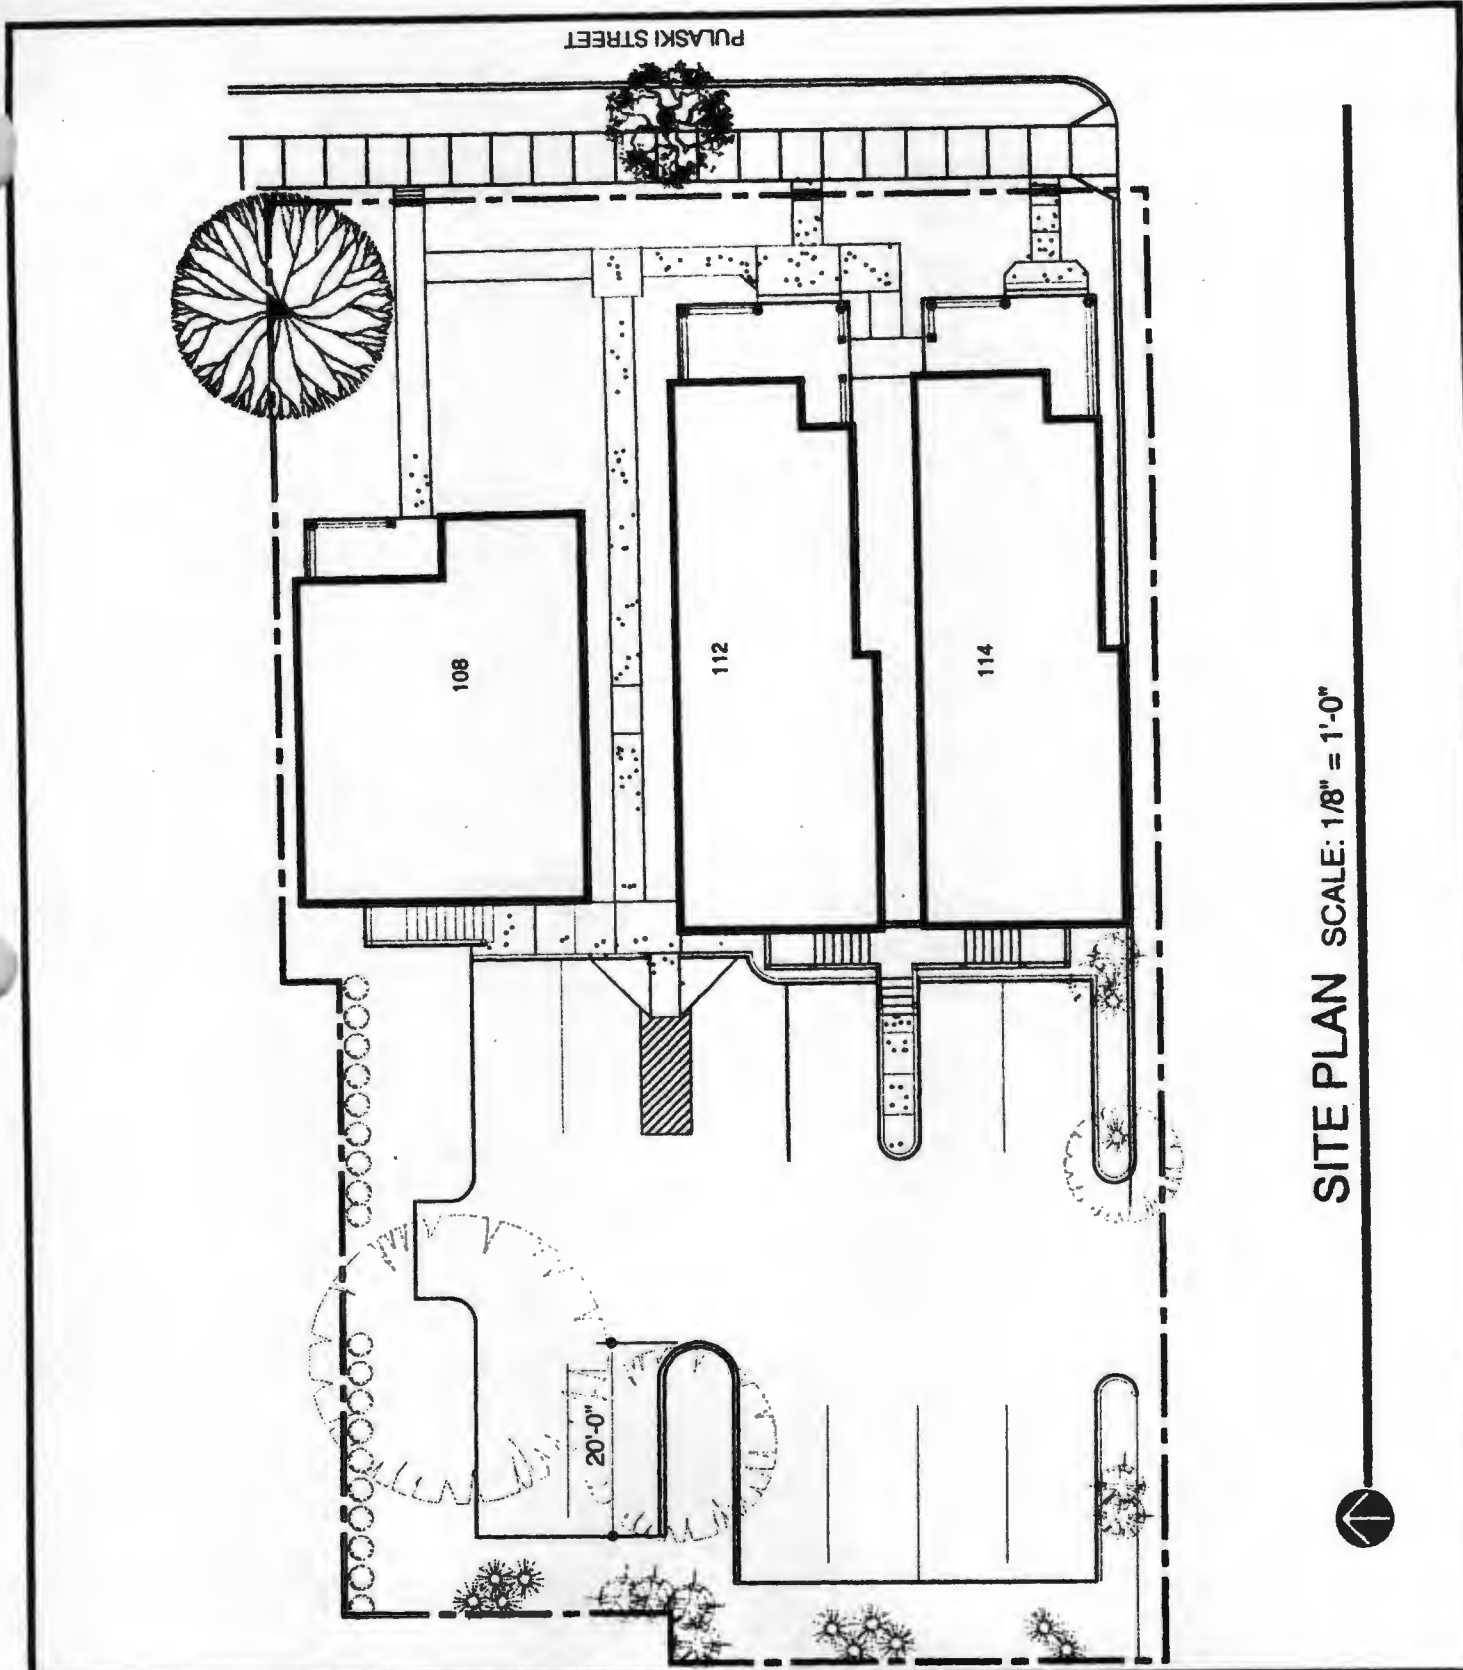 PULASKI STREET
108
112
114
20'-0"
SITE PLAN SCALE: 1/8" = 1'-0"